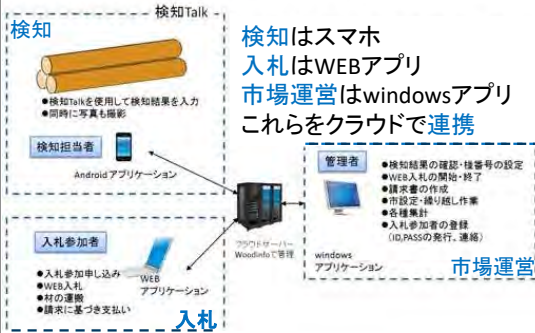 検知Talk
検知
●検知Talkを使用して検知結果を入力
●同時に写真も撮影
検知担当者
Androidアプリケーション
検知はスマホ
入札はWEBアプリ
市場運営はwindowsアプリ
これらをクラウドで連携
管理者
●検知結果の確認・椪番号の設定
●WEB入札の開始・終了
●請求書の作成
●市設定・繰り越し作業
●各種集計
●入札参加者の登録
(ID,PASSの発行、連絡)
windows
アプリケーション
市場運営
クラウドサーバー
Woodinfoで管理
入札参加者
WEB
アプリケーション
●入札参加申し込み
●WEB入札
●材の運搬
●請求に基づき支払い
入札